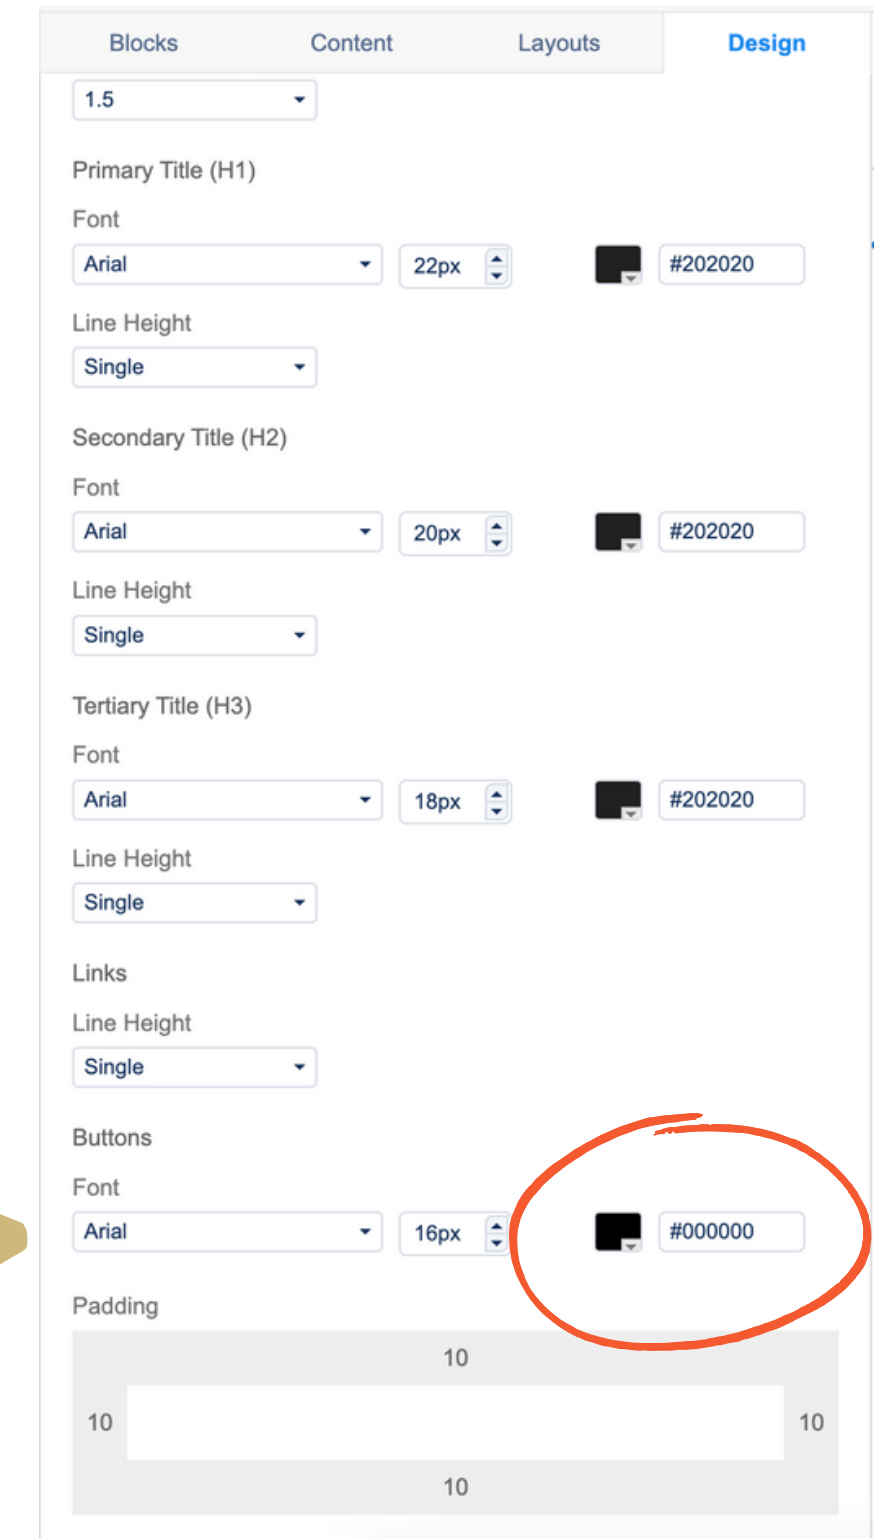 Blocks Content Layouts Design
1.5
Primary Title (H1)
Font
Arial 22px #202020
Line Height
Single
Secondary Title (H2)
Font
Arial 20px #202020
Line Height
Single
Tertiary Title (H3)
Font
Arial 18px #202020
Line Height
Single
Links
Line Height
Single
Buttons
Font
Arial 16px #000000
Padding
10
10 10
10